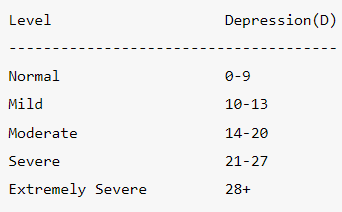 Level Depression(D)
-------------------------------------
Normal 0-9
Mild 10-13
Moderate 14-20
Severe 21-27
Extremely Severe 28+